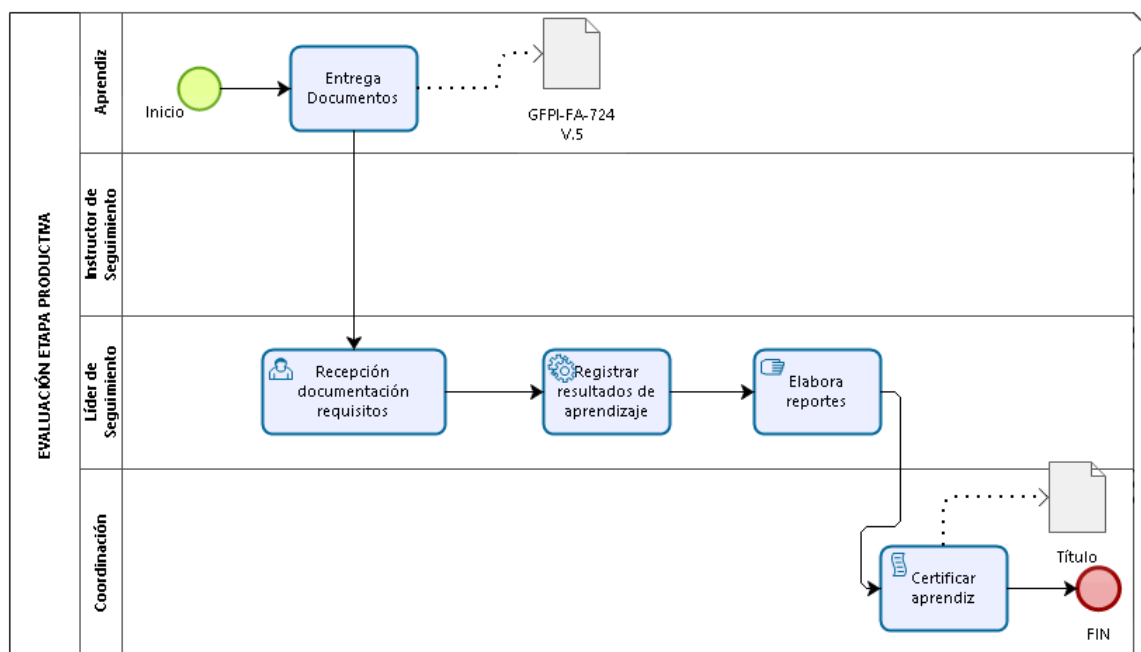 EVALUACIÓN ETAPA PRODUCTIVA
Aprendiz
Inicio
Entrega
Documentos
GFPI-FA-724
V.5
Instructor de
Seguimiento
Líder de
Seguimiento
Recepción
documentación
requisitos
Registrar
resultados de
aprendizaje
Elabora
reportes
Coordinación
Certificar
aprendiz
Título
FIN